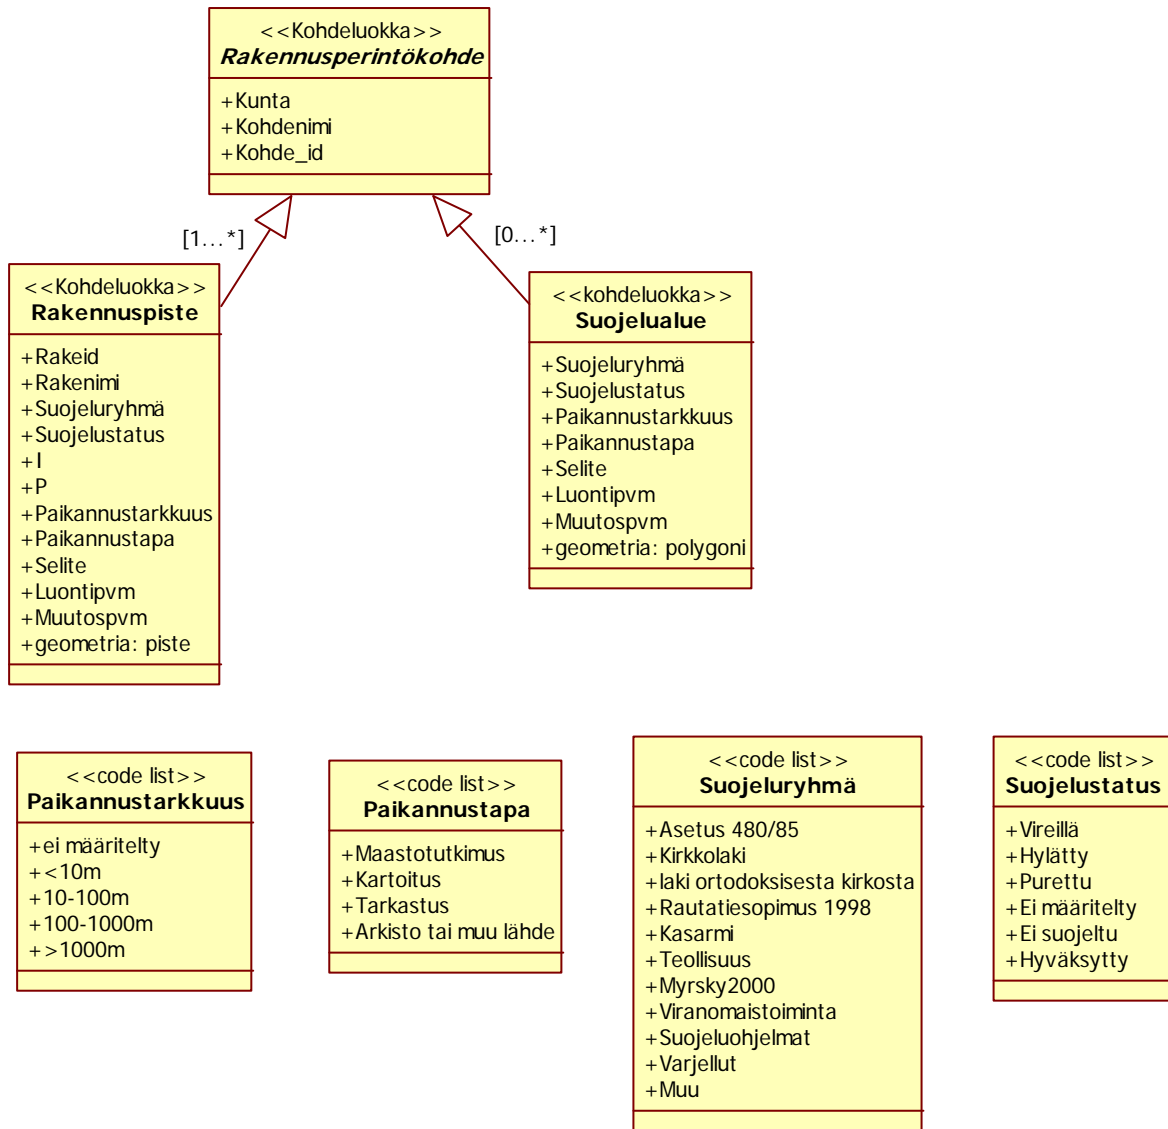 <<Kohdeluokka>>
Rakennusperintökohde
+Kunta
+Kohdenimi
+Kohde_id
[1...*]
[0...*]
<<Kohdeluokka>>
Rakennuspiste
+Rakeid
+Rakenimi
+Suojeluryhmä
+Suojelustatus
+I
+P
+Paikannustarkkuus
+Paikannustapa
+Selite
+Luontipvm
+Muutospvm
+geometria: piste
<<kohdeluokka>>
Suojelualue
+Suojeluryhmä
+Suojelustatus
+Paikannustarkkuus
+Paikannustapa
+Selite
+Luontipvm
+Muutospvm
+geometria: polygoni
<<code list>>
Paikannustarkkuus
+ei määritelty
+<10m
+10-100m
+100-1000m
+>1000m
<<code list>>
Paikannustapa
+Maastotutkimus
+Kartoitus
+Tarkastus
+Arkisto tai muu lähde
<<code list>>
Suojeluryhmä
+Asetus 480/85
+Kirkkolaki
+laki ortodoksisesta kirkosta
+Rautatiesopimus 1998
+Kasarmi
+Teollisuus
+Myrsky2000
+Viranomaistoiminta
+Suojeluohjelmat
+Varjellut
+Muu
<<code list>>
Suojelustatus
+Vireillä
+Hylätty
+Purettu
+Ei määritelty
+Ei suojeltu
+Hyväksytty